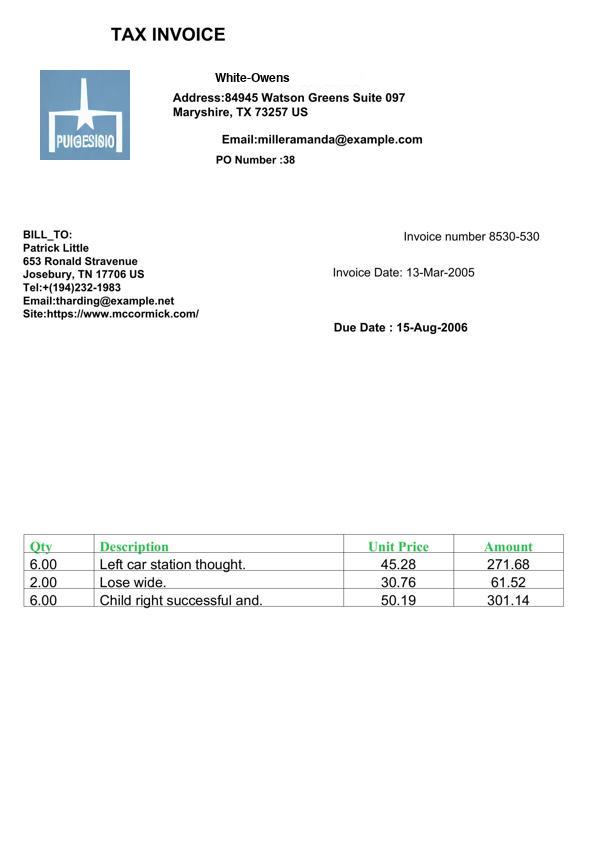 TAX INVOICE
PUIGESISIO
White-Owens
Address:84945 Watson Greens Suite 097
Maryshire, TX 73257 US
Email:milleramanda@example.com
PO Number :38
BILL_TO:
Patrick Little
653 Ronald Stravenue
Josebury, TN 17706 US
Tel:+(194)232-1983
Email:tharding@example.net
Site:https://www.mccormick.com/
Invoice number 8530-530
Invoice Date: 13-Mar-2005
Due Date : 15-Aug-2006
Qty Description Unit Price Amount
6.00 Left car station thought. 45.28 271.68
2.00 Lose wide. 30.76 61.52
6.00 Child right successful and. 50.19 301.14